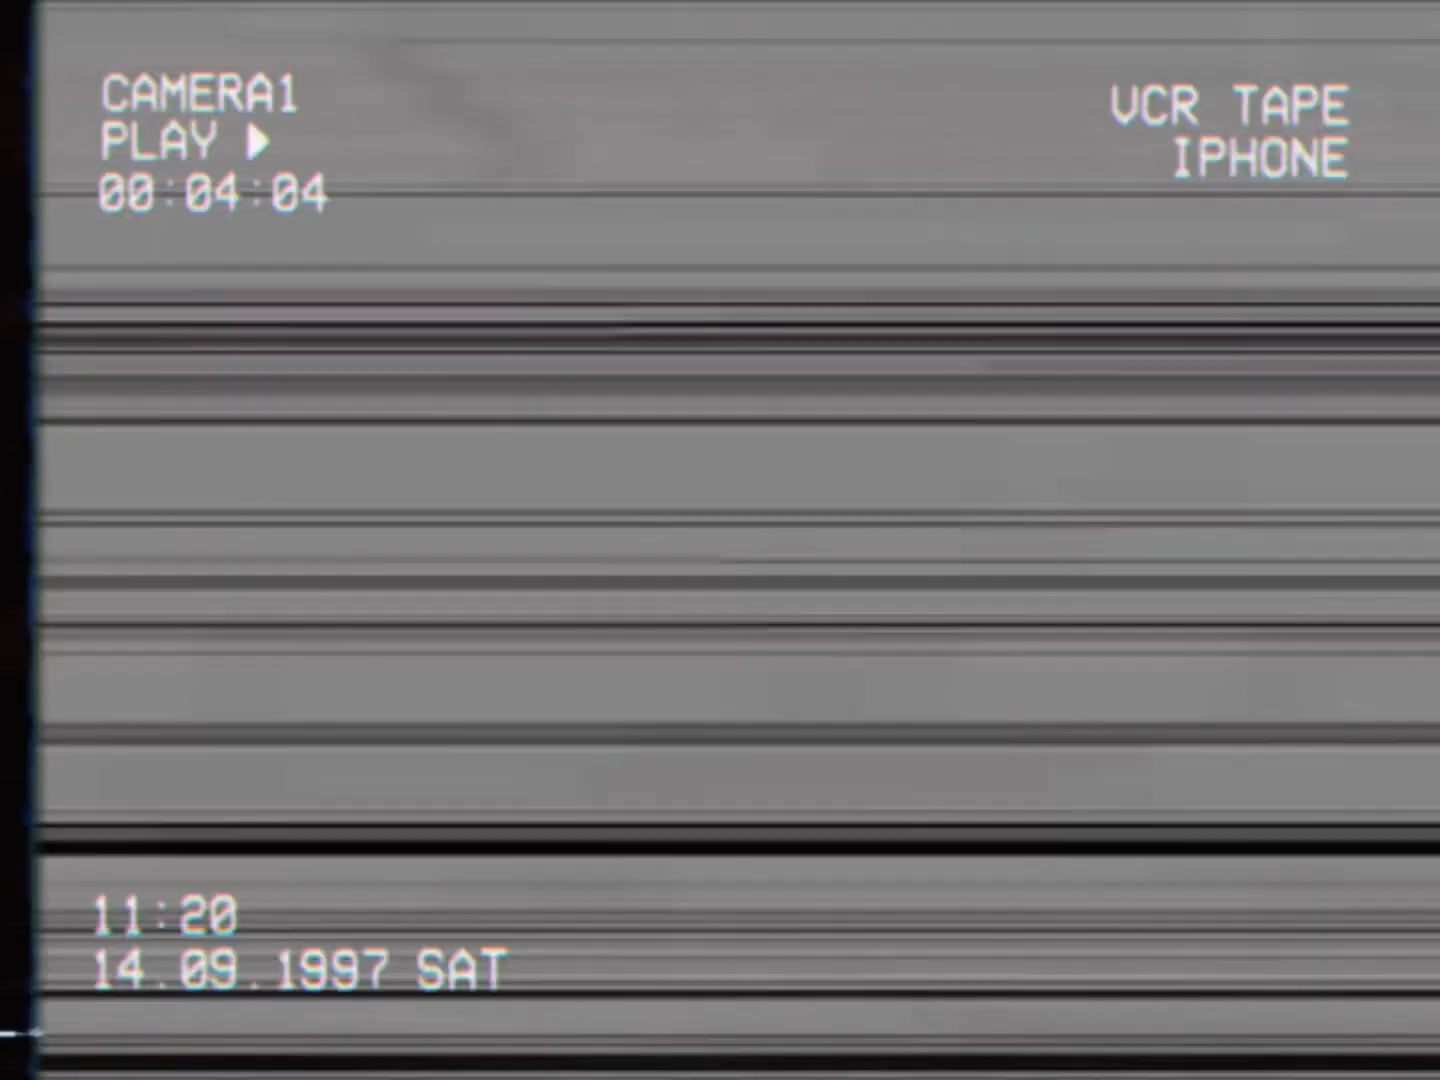 CAMERA1
PLAY
00:04:04
VCR TAPE
IPHONE
11:20
14.09.1997 SAT